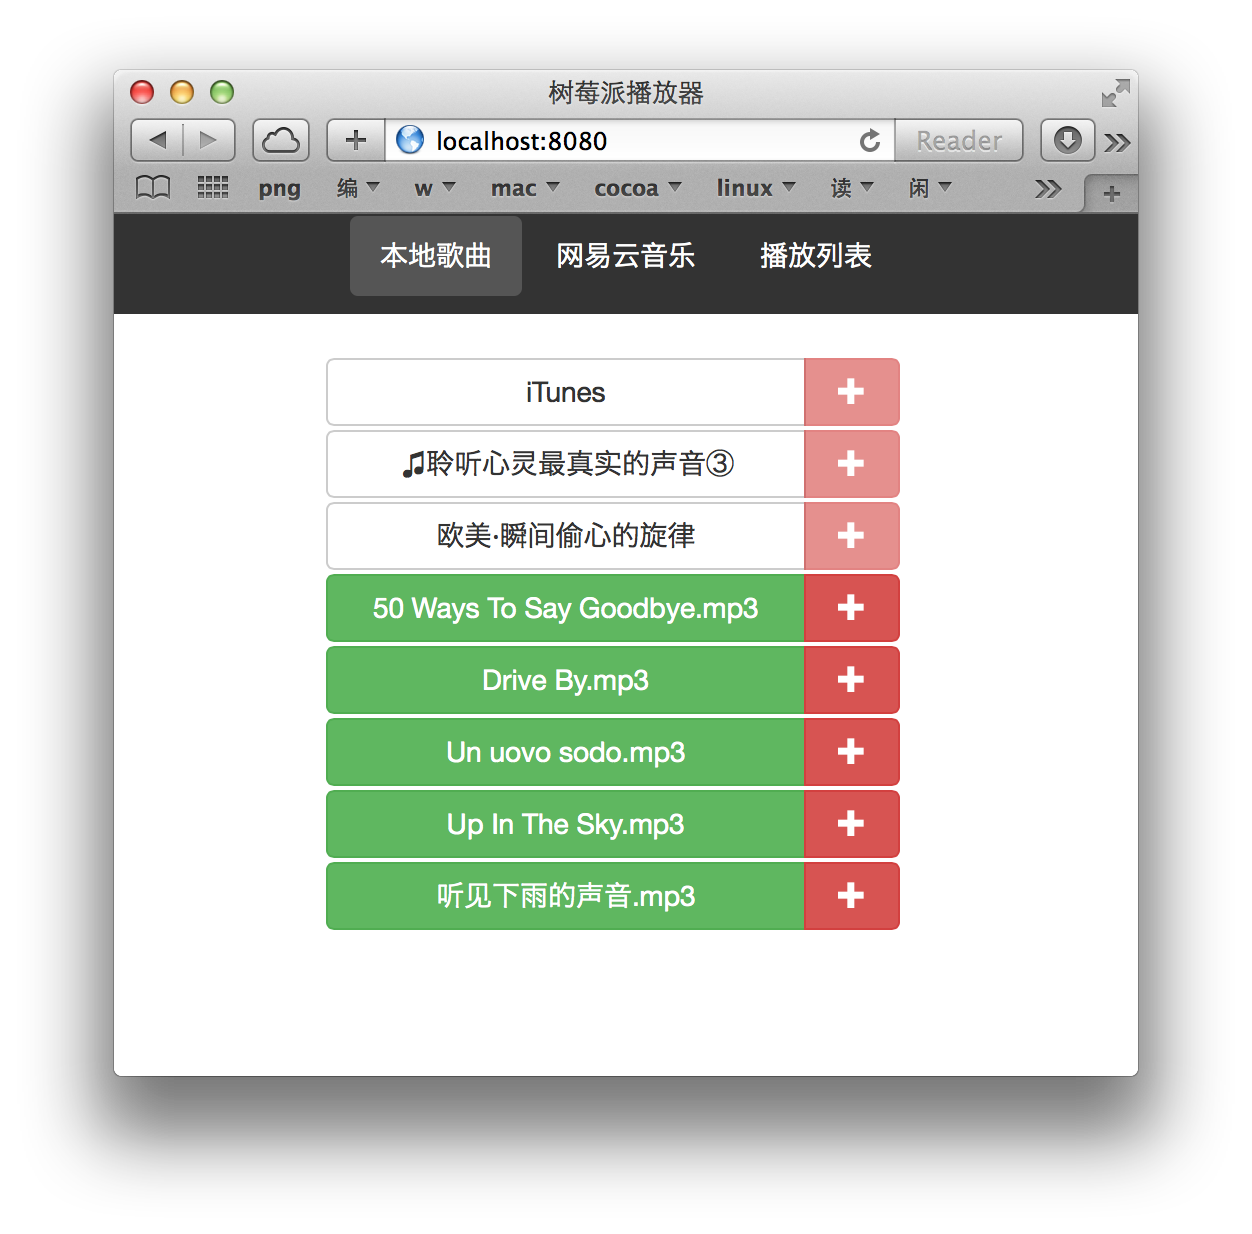 树莓派播放器
localhost:8080
Reader
png 编 w mac cocoa linux 读 闲
本地歌曲 网易云音乐 播放列表
iTunes
♫聆听心灵最真实的声音③
欧美·瞬间偷心的旋律
50 Ways To Say Goodbye.mp3
Drive By.mp3
Un uovo sodo.mp3
Up In The Sky.mp3
听见下雨的声音.mp3